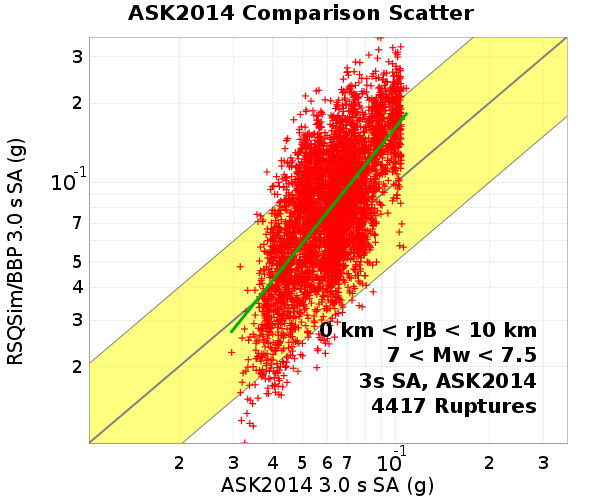 ASK2014 Comparison Scatter
RSQSim/BBP 3.0 s SA (g)
3
2
10-1
7
5
4
3
2
0 km < rJB < 10 km
7 < Mw < 7.5
3s SA, ASK2014
4417 Ruptures
2 3 4 5 6 7 10-1 2 3
ASK2014 3.0 s SA (g)